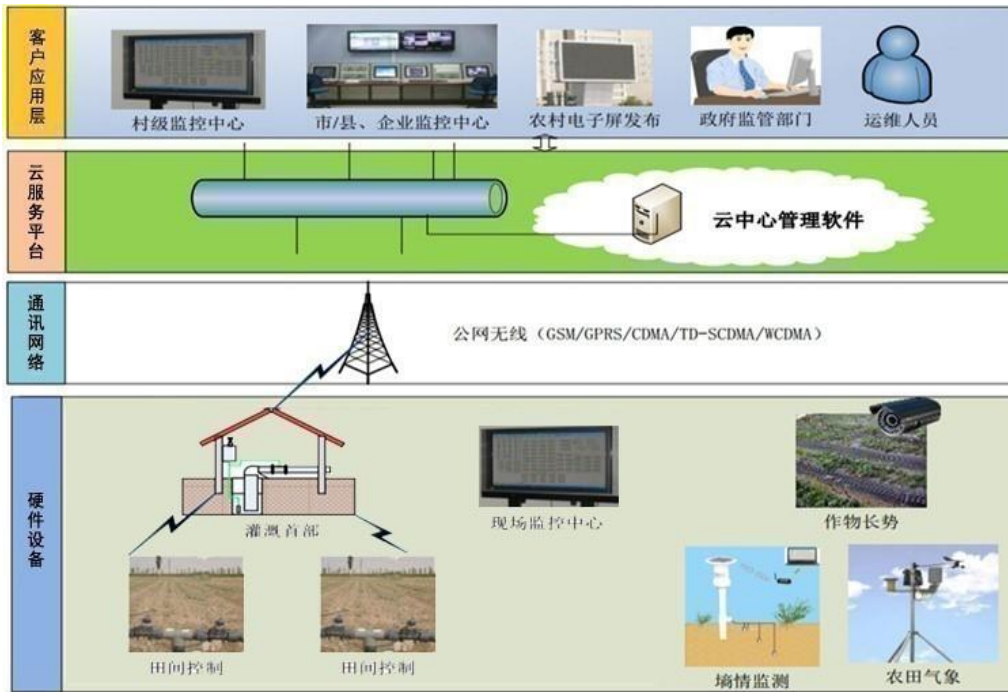 客户应用层
村级监控中心
市/县、企业监控中心
农村电子屏发布
政府监管部门
运维人员
云服务平台
云中心管理软件
通讯网络
公网无线（GSM/GPRS/CDMA/TD-SCDMA/WCDMA）
硬件设备
灌溉首部
现场监控中心
作物长势
田间控制
田间控制
墒情监测
农田气象